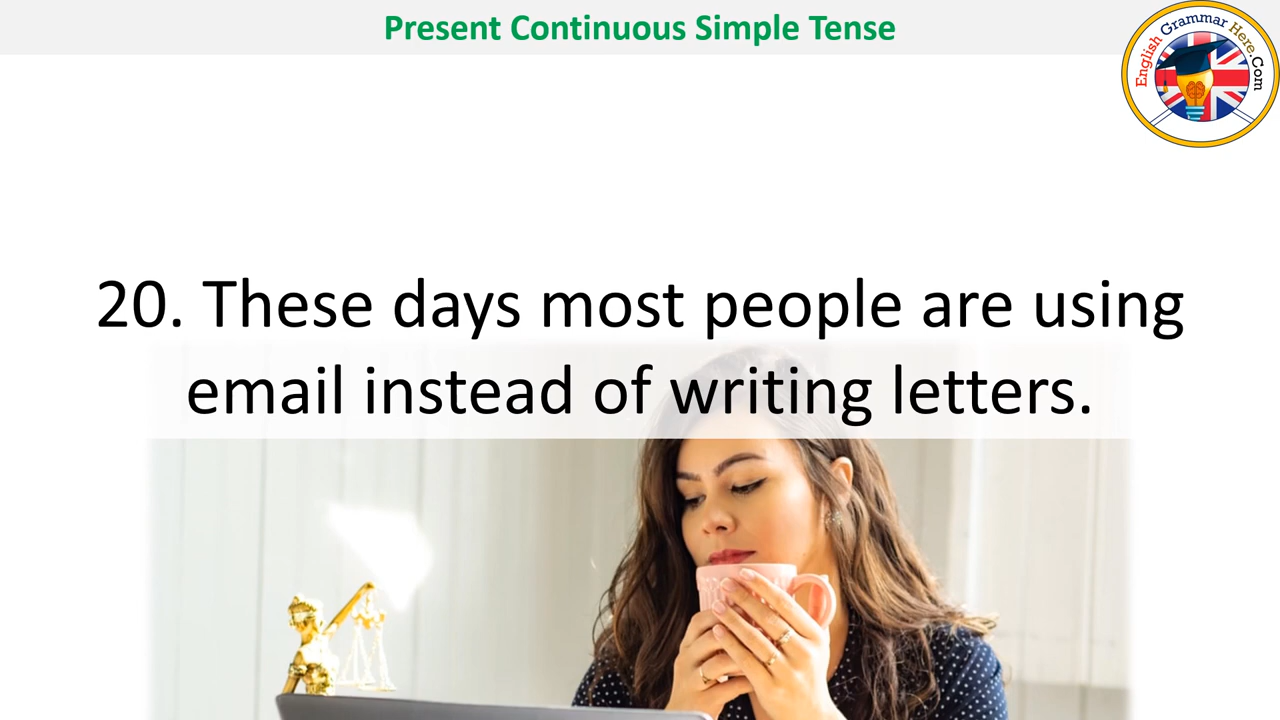 Present Continuous Simple Tense
English Grammar Here.Com
20. These days most people are using
email instead of writing letters.